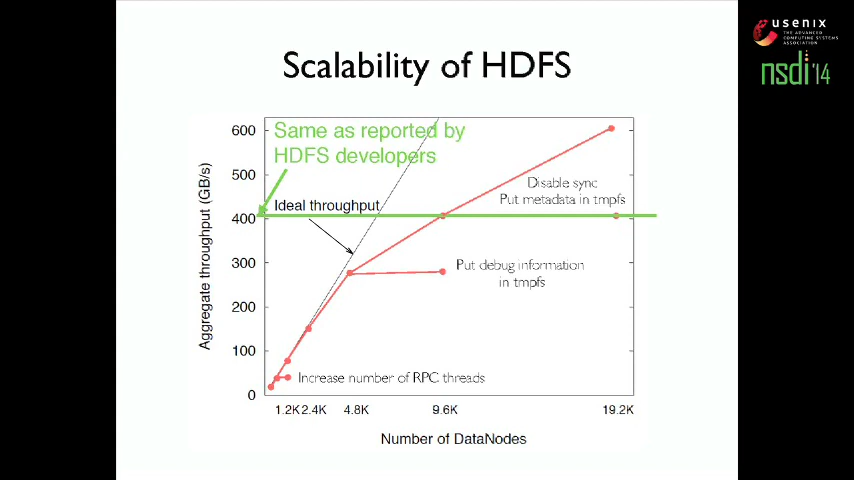 usenix
THE ADVANCED
COMPUTING SYSTEMS
ASSOCIATION
nsdi '14
Scalability of HDFS
Same as reported by
HDFS developers
Ideal throughput
Disable sync
Put metadata in tmpfs
Put debug information
in tmpfs
Increase number of RPC threads
Aggregate throughput (GB/s)
600
500
400
300
200
100
0
1.2K 2.4K 4.8K 9.6K 19.2K
Number of DataNodes